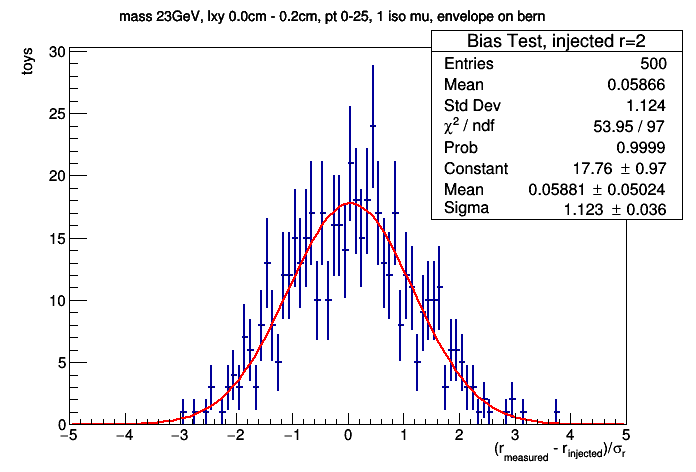 mass 23GeV, lxy 0.0cm - 0.2cm, pt 0-25, 1 iso mu, envelope on bern
Bias Test, injected r=2
Entries 500
Mean 0.05866
Std Dev 1.124
χ² / ndf 53.95 / 97
Prob 0.9999
Constant 17.76 ± 0.97
Mean 0.05881 ± 0.05024
Sigma 1.123 ± 0.036
toys
30
25
20
15
10
5
0
−5 −4 −3 −2 −1 0 1 2 3 4 5
(r_measured - r_injected)/σ_r